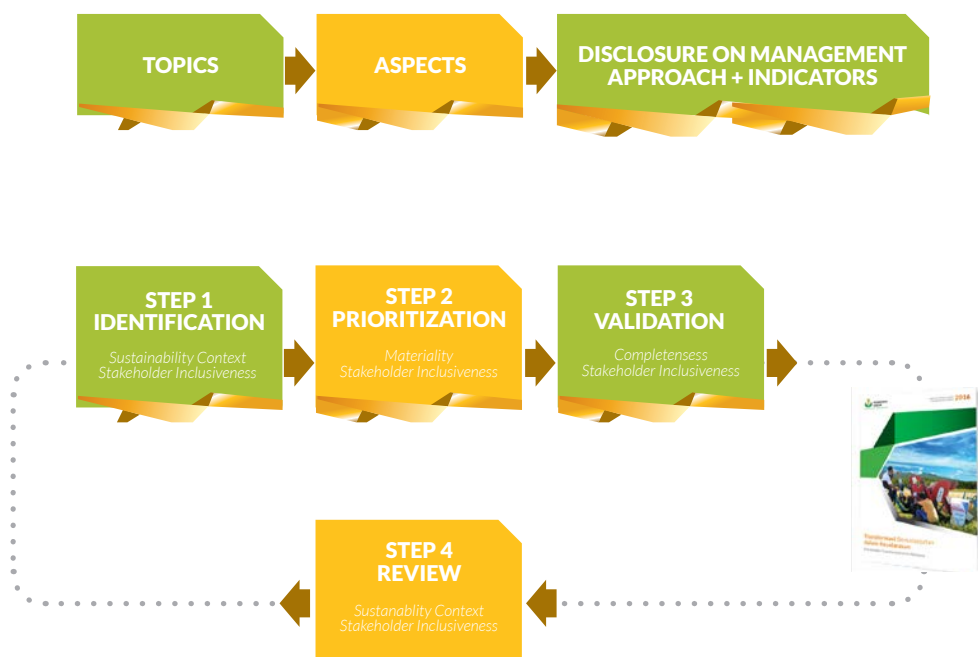 TOPICS
ASPECTS
DISCLOSURE ON MANAGEMENT
APPROACH + INDICATORS
STEP 1
IDENTIFICATION
Sustainability Context
Stakeholder Inclusiveness
STEP 2
PRIORITIZATION
Materiality
Stakeholder Inclusiveness
STEP 3
VALIDATION
Completensess
Stakeholder Inclusiveness
2016
STEP 4
REVIEW
Sustanablity Context
Stakeholder Inclusiveness